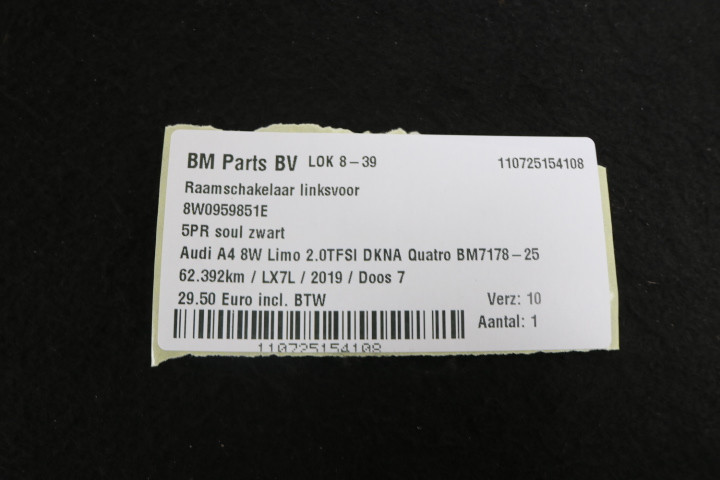 BM Parts BV LOK 8-39 110725154108
Raamschakelaar linksvoor
8W0959851E
5PR soul zwart
Audi A4 8W Limo 2.0TFSI DKNA Quatro BM7178-25
62.392km / LX7L / 2019 / Doos 7
29.50 Euro incl. BTW Verz: 10
Aantal: 1
110725154108